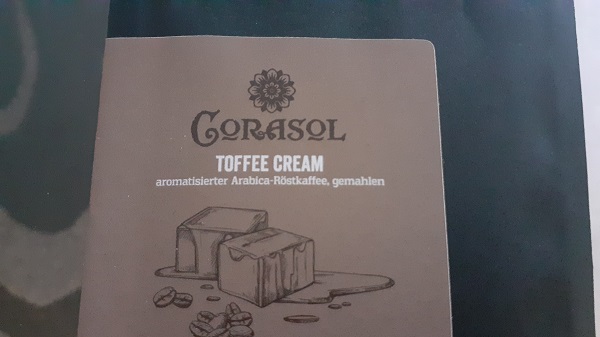 CORASOL
TOFFEE CREAM
aromatisierter Arabica-Röstkaffee, gemahlen